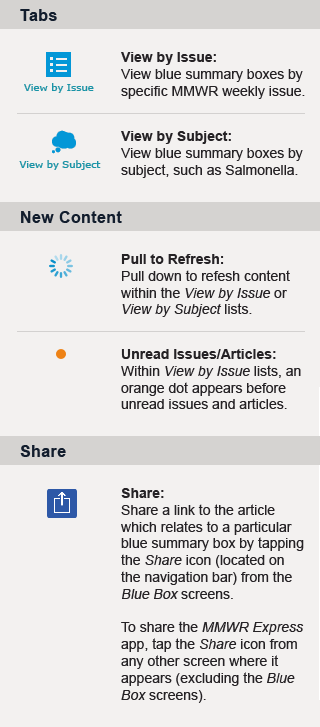 Tabs
View by Issue
View by Issue:
View blue summary boxes by
specific MMWR weekly issue.
View by Subject
View by Subject:
View blue summary boxes by
subject, such as Salmonella.
New Content
Pull to Refresh:
Pull down to refesh content
within the View by Issue or
View by Subject lists.
Unread Issues/Articles:
Within View by Issue lists, an
orange dot appears before
unread issues and articles.
Share
Share:
Share a link to the article
which relates to a particular
blue summary box by tapping
the Share icon (located on
the navigation bar) from the
Blue Box screens.
To share the MMWR Express
app, tap the Share icon from
any other screen where it
appears (excluding the Blue
Box screens).